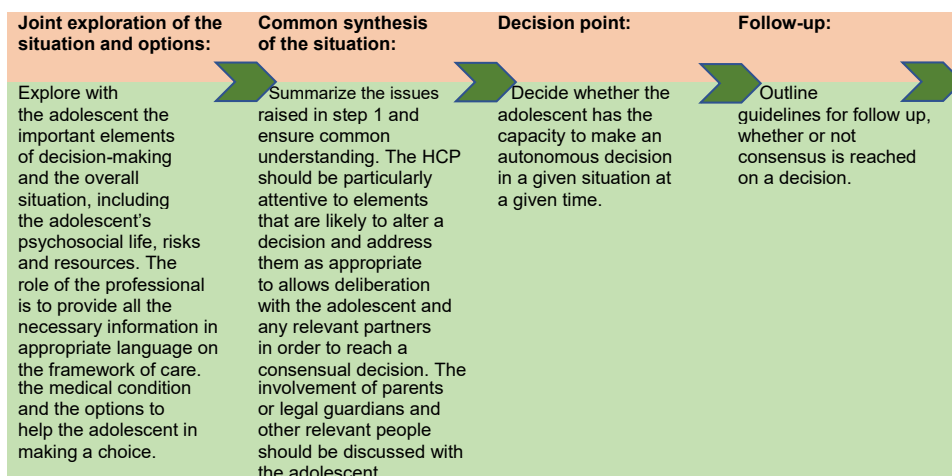 Joint exploration of the
situation and options:
Explore with
the adolescent the
important elements
of decision-making
and the overall
situation, including
the adolescent's
psychosocial life, risks
and resources. The
role of the professional
is to provide all the
necessary information in
appropriate language on
the framework of care.
the medical condition
and the options to
help the adolescent in
making a choice.
Common synthesis
of the situation:
Summarize the issues
raised in step 1 and
ensure common
understanding. The HCP
should be particularly
attentive to elements
that are likely to alter a
decision and address
them as appropriate
to allows deliberation
with the adolescent and
any relevant partners
in order to reach a
consensual decision. The
involvement of parents
or legal guardians and
other relevant people
should be discussed with
the adolescent
Decision point:
Decide whether the
adolescent has the
capacity to make an
autonomous decision
in a given situation at
a given time.
Follow-up:
Outline
guidelines for follow up,
whether or not
consensus is reached
on a decision.